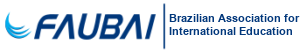 FAUBAI
Brazilian Association for
International Education